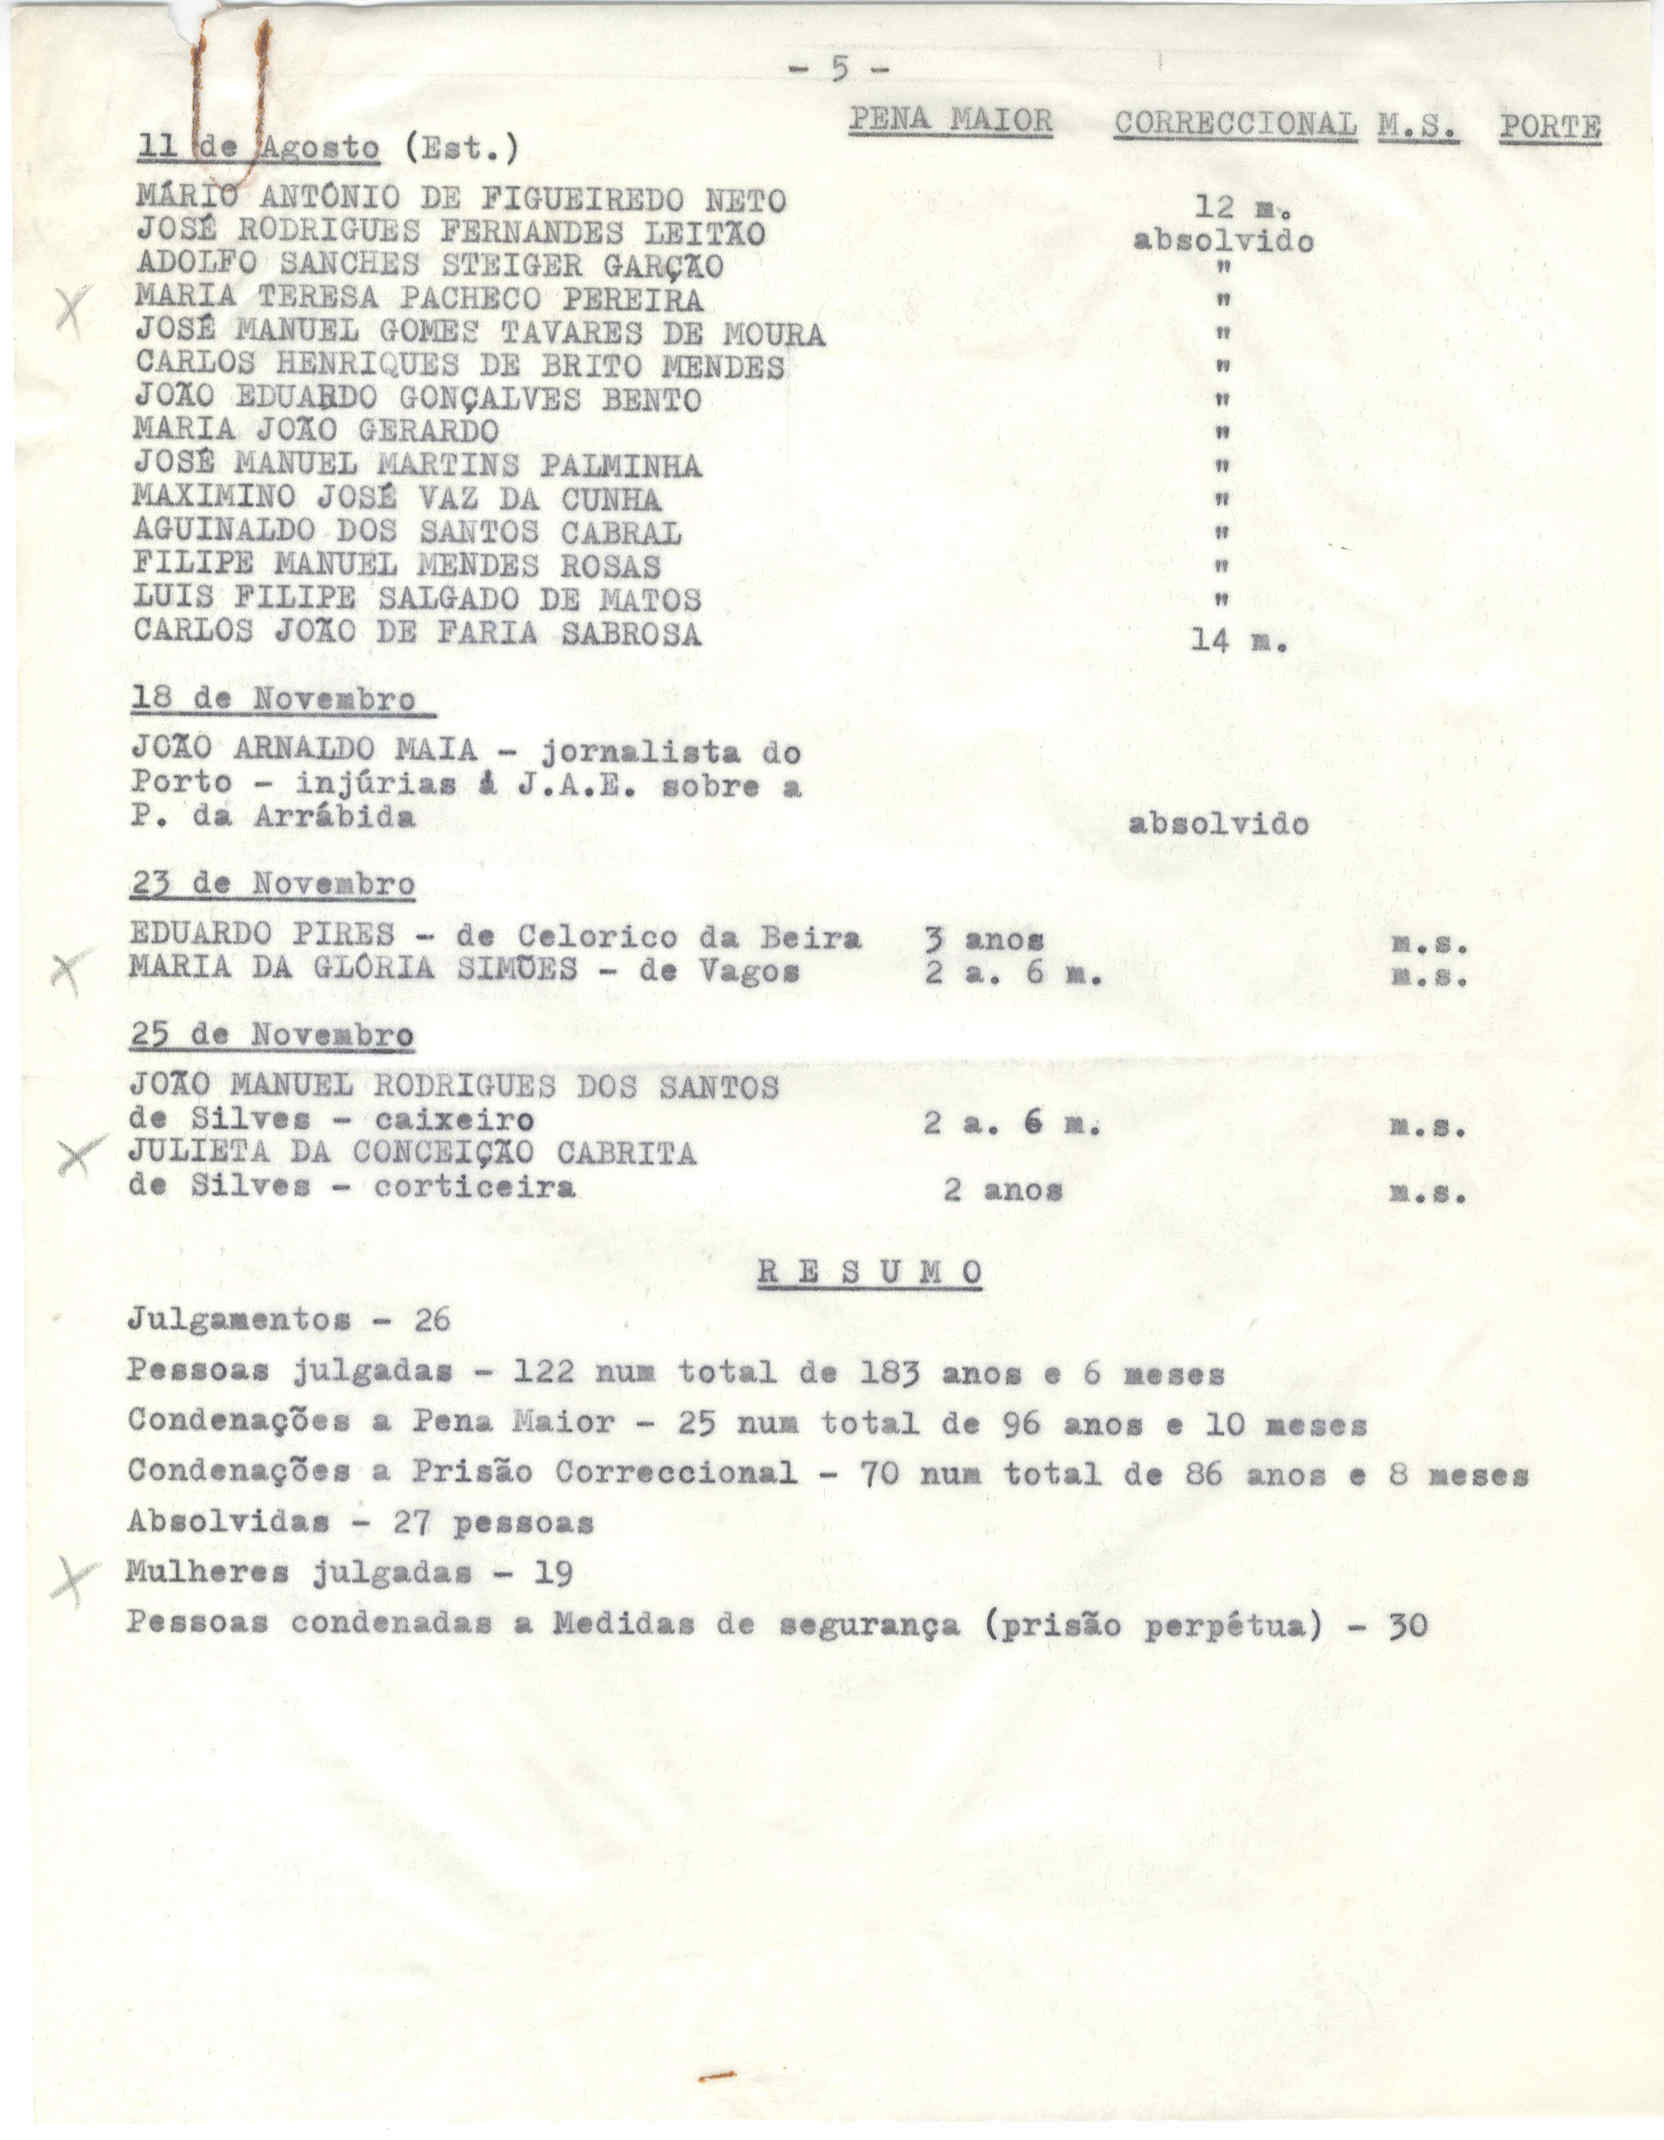 - 5 -
PENA MAIOR CORRECCIONAL M.S. PORTE
11 de Agosto (Est.)
MÁRIO ANTÓNIO DE FIGUEIREDO NETO 12 m.
JOSÉ RODRIGUES FERNANDES LEITÃO absolvido
ADOLFO SANCHES STEIGER GARÇÃO "
MARIA TERESA PACHECO PEREIRA "
JOSÉ MANUEL GOMES TAVARES DE MOURA "
CARLOS HENRIQUES DE BRITO MENDES "
JOÃO EDUARDO GONÇALVES BENTO "
MARIA JOÃO GERARDO "
JOSÉ MANUEL MARTINS PALMINHA "
MAXIMINO JOSÉ VAZ DA CUNHA "
AGUINALDO DOS SANTOS CABRAL "
FILIPE MANUEL MENDES ROSAS "
LUIS FILIPE SALGADO DE MATOS "
CARLOS JOÃO DE FARIA SABROSA 14 m.
18 de Novembro
JOÃO ARNALDO MAIA - jornalista do
Porto - injúrias á J.A.E. sobre a
P. da Arrábida absolvido
23 de Novembro
EDUARDO PIRES - de Celorico da Beira 3 anos m.s.
MARIA DA GLÓRIA SIMÕES - de Vagos 2 a. 6 m. m.s.
25 de Novembro
JOÃO MANUEL RODRIGUES DOS SANTOS
de Silves - caixeiro 2 a. 6 m. m.s.
JULIETA DA CONCEIÇÃO CABRITA
de Silves - corticeira 2 anos m.s.
R E S U M O
Julgamentos - 26
Pessoas julgadas - 122 num total de 183 anos e 6 meses
Condenações a Pena Maior - 25 num total de 96 anos e 10 meses
Condenações a Prisão Correccional - 70 num total de 86 anos e 8 meses
Absolvidas - 27 pessoas
Mulheres julgadas - 19
Pessoas condenadas a Medidas de segurança (prisão perpétua) - 30